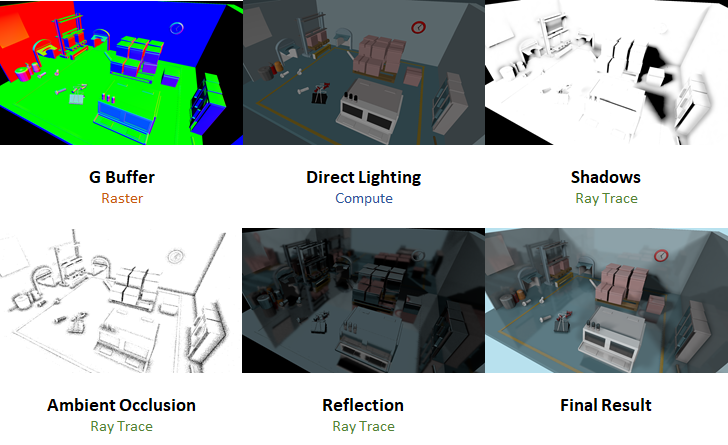 G Buffer
Raster
Direct Lighting
Compute
Shadows
Ray Trace
Ambient Occlusion
Ray Trace
Reflection
Ray Trace
Final Result